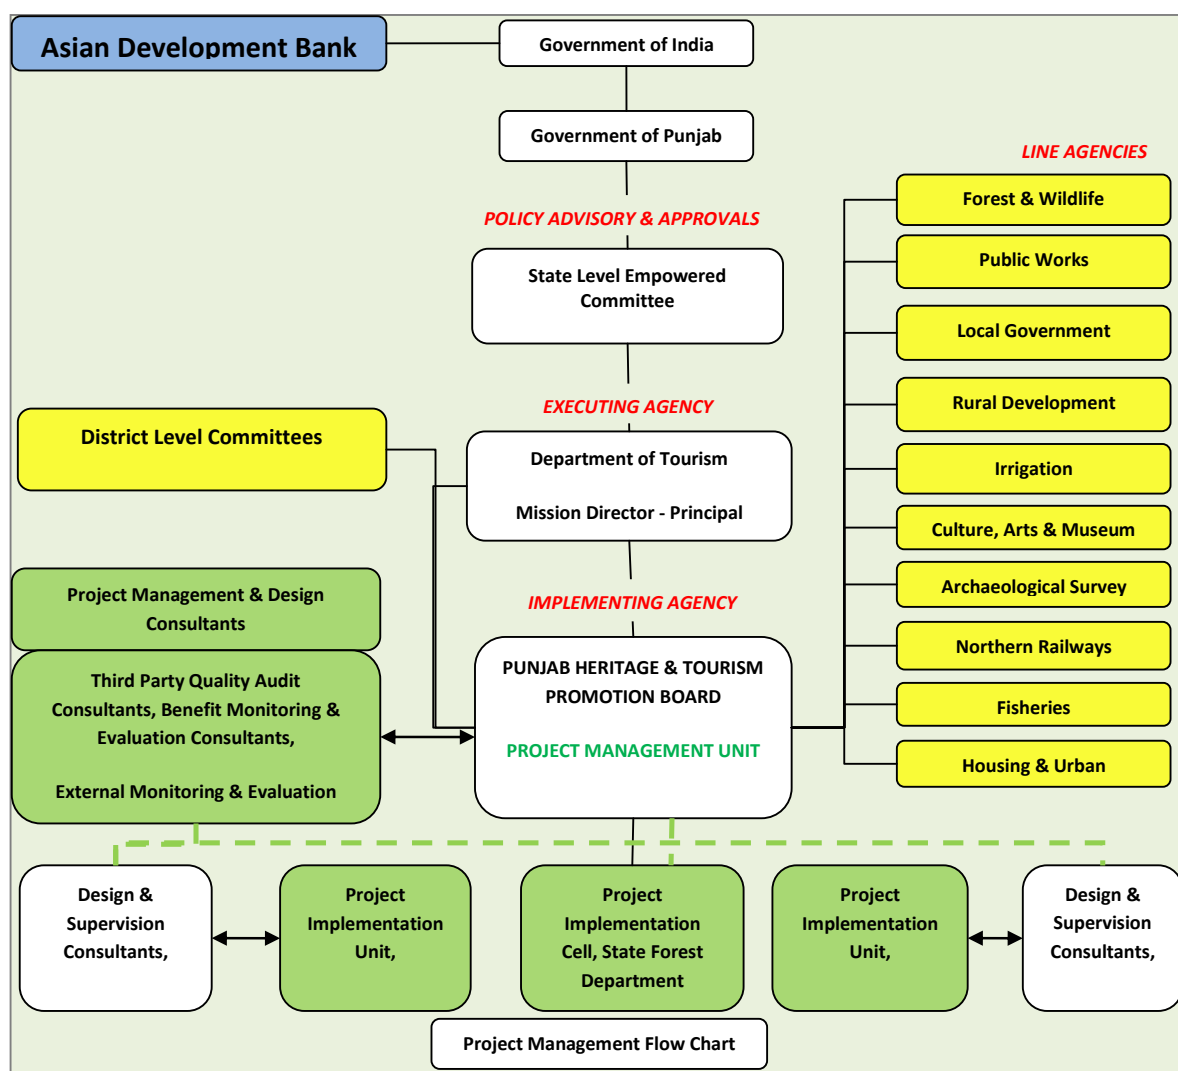 Asian Development Bank
Government of India
Government of Punjab
LINE AGENCIES
Forest & Wildlife
POLICY ADVISORY & APPROVALS
Public Works
State Level Empowered
Committee
Local Government
Rural Development
EXECUTING AGENCY
District Level Committees
Department of Tourism
Mission Director - Principal
Irrigation
Culture, Arts & Museum
Archaeological Survey
Northern Railways
Fisheries
Housing & Urban
Project Management & Design
Consultants
IMPLEMENTING AGENCY
Third Party Quality Audit
Consultants, Benefit Monitoring &
Evaluation Consultants,
External Monitoring & Evaluation
PUNJAB HERITAGE & TOURISM
PROMOTION BOARD
PROJECT MANAGEMENT UNIT
Design &
Supervision
Consultants,
Project
Implementation
Unit,
Project
Implementation
Cell, State Forest
Department
Project
Implementation
Unit,
Design &
Supervision
Consultants,
Project Management Flow Chart